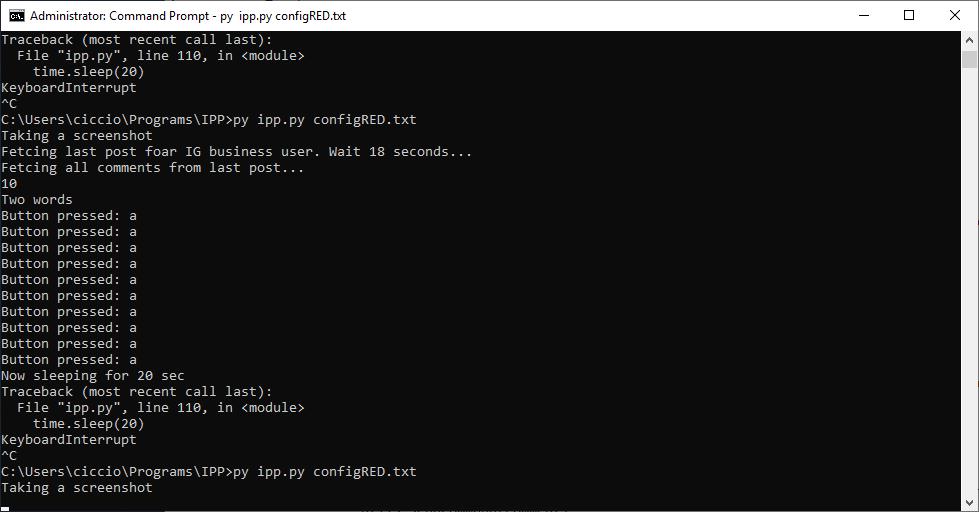 Administrator: Command Prompt - py  ipp.py configRED.txt
Traceback (most recent call last):
  File "ipp.py", line 110, in <module>
    time.sleep(20)
KeyboardInterrupt
^C
C:\Users\ciccio\Programs\IPP>py ipp.py configRED.txt
Taking a screenshot
Fetcing last post foar IG business user. Wait 18 seconds...
Fetcing all comments from last post...
10
Two words
Button pressed: a
Button pressed: a
Button pressed: a
Button pressed: a
Button pressed: a
Button pressed: a
Button pressed: a
Button pressed: a
Button pressed: a
Button pressed: a
Now sleeping for 20 sec
Traceback (most recent call last):
  File "ipp.py", line 110, in <module>
    time.sleep(20)
KeyboardInterrupt
^C
C:\Users\ciccio\Programs\IPP>py ipp.py configRED.txt
Taking a screenshot